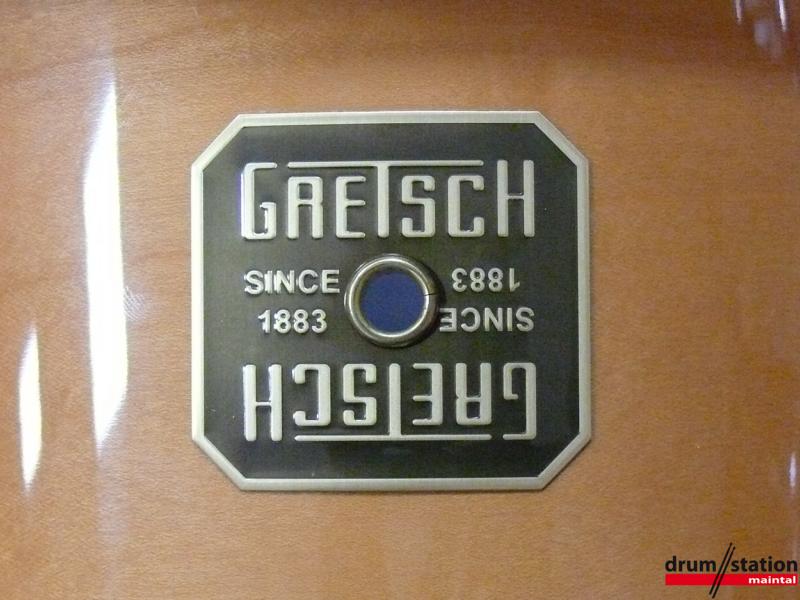 GRETSCH
SINCE 1883
1883 SINCE
GRETSCH
drum//station
maintal